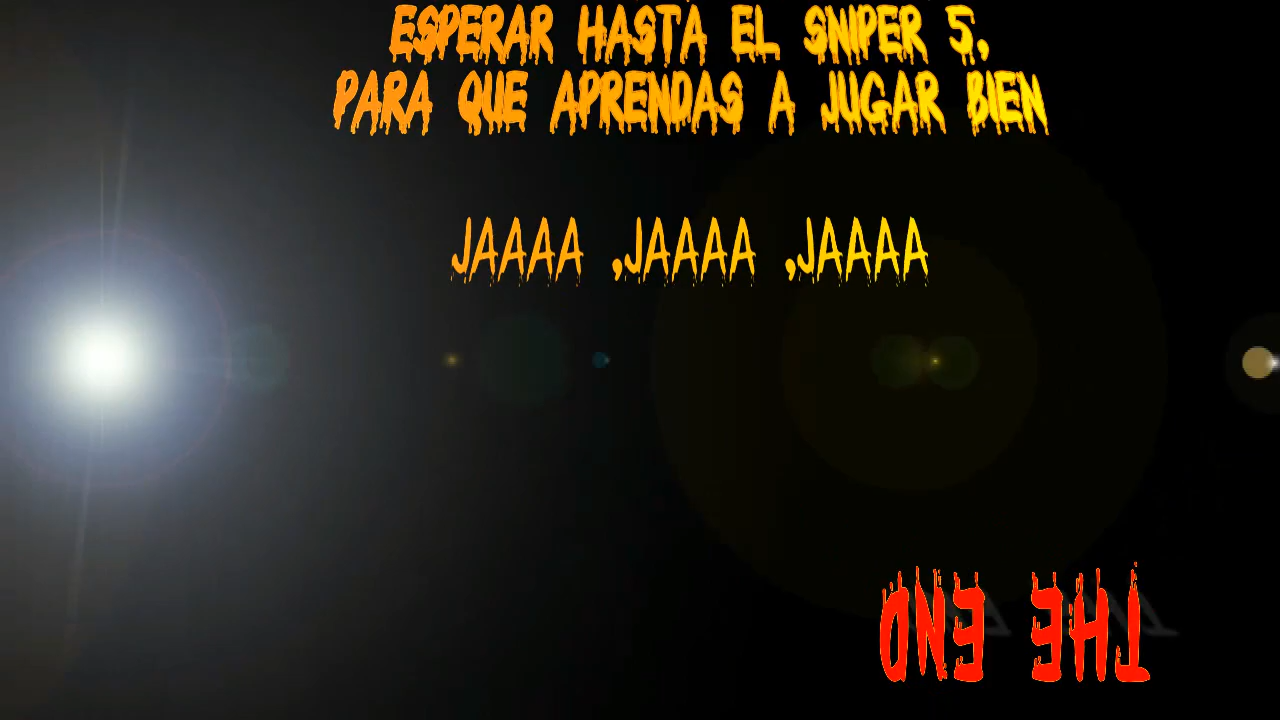 ESPERAR HASTA EL SNIPER 5,
PARA QUE APRENDAS A JUGAR BIEN
JAAAA ,JAAAA ,JAAAA
THE END